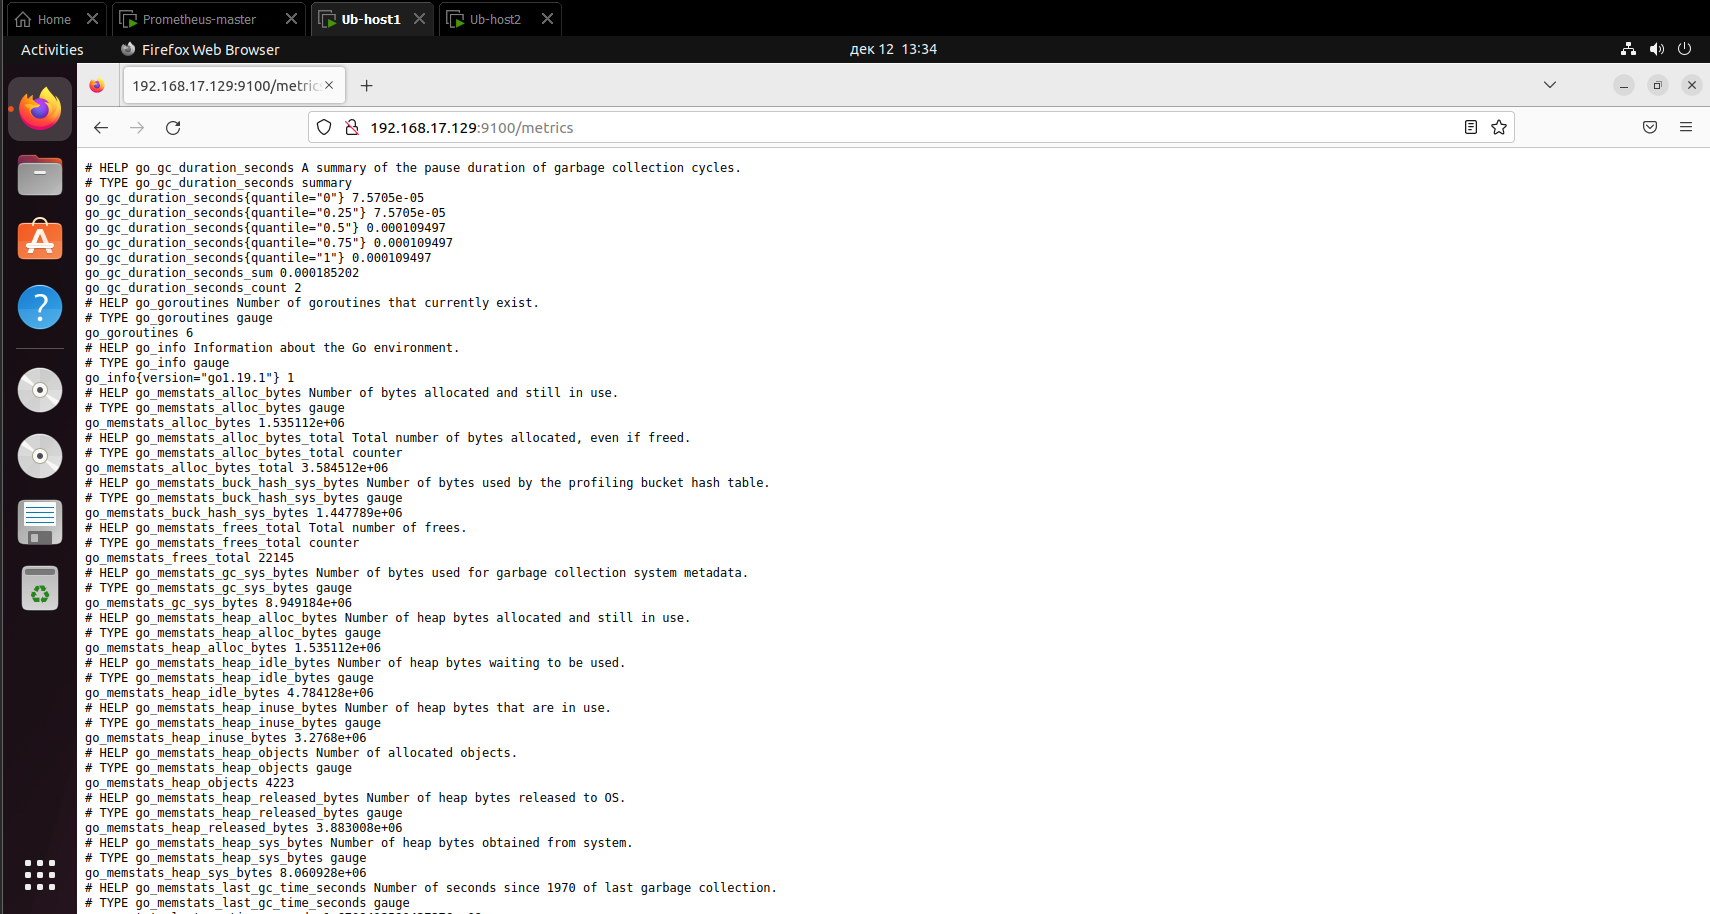 Home
Prometheus-master
Ub-host1
Ub-host2
Activities
Firefox Web Browser
дек 12 13:34
192.168.17.129:9100/metric
192.168.17.129:9100/metrics
# HELP go_gc_duration_seconds A summary of the pause duration of garbage collection cycles.
# TYPE go_gc_duration_seconds summary
go_gc_duration_seconds{quantile="0"} 7.5705e-05
go_gc_duration_seconds{quantile="0.25"} 7.5705e-05
go_gc_duration_seconds{quantile="0.5"} 0.000109497
go_gc_duration_seconds{quantile="0.75"} 0.000109497
go_gc_duration_seconds{quantile="1"} 0.000109497
go_gc_duration_seconds_sum 0.000185202
go_gc_duration_seconds_count 2
# HELP go_goroutines Number of goroutines that currently exist.
# TYPE go_goroutines gauge
go_goroutines 6
# HELP go_info Information about the Go environment.
# TYPE go_info gauge
go_info{version="go1.19.1"} 1
# HELP go_memstats_alloc_bytes Number of bytes allocated and still in use.
# TYPE go_memstats_alloc_bytes gauge
go_memstats_alloc_bytes 1.535112e+06
# HELP go_memstats_alloc_bytes_total Total number of bytes allocated, even if freed.
# TYPE go_memstats_alloc_bytes_total counter
go_memstats_alloc_bytes_total 3.584512e+06
# HELP go_memstats_buck_hash_sys_bytes Number of bytes used by the profiling bucket hash table.
# TYPE go_memstats_buck_hash_sys_bytes gauge
go_memstats_buck_hash_sys_bytes 1.447789e+06
# HELP go_memstats_frees_total Total number of frees.
# TYPE go_memstats_frees_total counter
go_memstats_frees_total 22145
# HELP go_memstats_gc_sys_bytes Number of bytes used for garbage collection system metadata.
# TYPE go_memstats_gc_sys_bytes gauge
go_memstats_gc_sys_bytes 8.949184e+06
# HELP go_memstats_heap_alloc_bytes Number of heap bytes allocated and still in use.
# TYPE go_memstats_heap_alloc_bytes gauge
go_memstats_heap_alloc_bytes 1.535112e+06
# HELP go_memstats_heap_idle_bytes Number of heap bytes waiting to be used.
# TYPE go_memstats_heap_idle_bytes gauge
go_memstats_heap_idle_bytes 4.784128e+06
# HELP go_memstats_heap_inuse_bytes Number of heap bytes that are in use.
# TYPE go_memstats_heap_inuse_bytes gauge
go_memstats_heap_inuse_bytes 3.2768e+06
# HELP go_memstats_heap_objects Number of allocated objects.
# TYPE go_memstats_heap_objects gauge
go_memstats_heap_objects 4223
# HELP go_memstats_heap_released_bytes Number of heap bytes released to OS.
# TYPE go_memstats_heap_released_bytes gauge
go_memstats_heap_released_bytes 3.883008e+06
# HELP go_memstats_heap_sys_bytes Number of heap bytes obtained from system.
# TYPE go_memstats_heap_sys_bytes gauge
go_memstats_heap_sys_bytes 8.060928e+06
# HELP go_memstats_last_gc_time_seconds Number of seconds since 1970 of last garbage collection.
# TYPE go_memstats_last_gc_time_seconds gauge